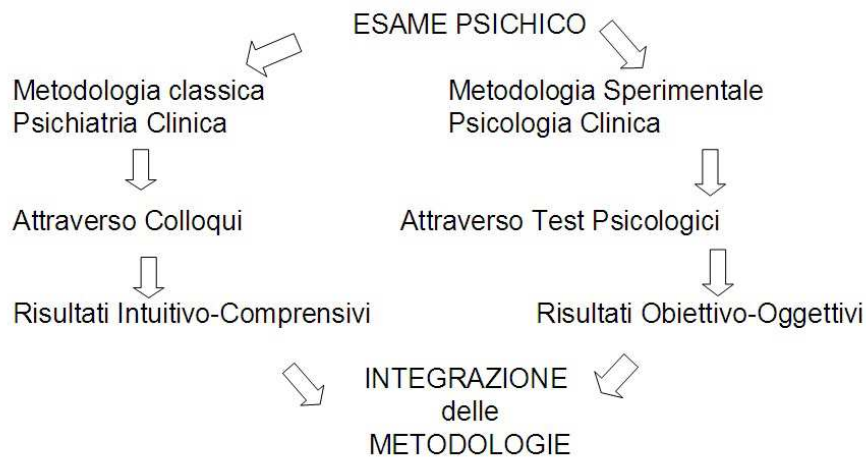 ESAME PSICHICO
Metodologia classica
Psichiatria Clinica
Metodologia Sperimentale
Psicologia Clinica
Attraverso Colloqui
Attraverso Test Psicologici
Risultati Intuitivo-Comprensivi
Risultati Obiettivo-Oggettivi
INTEGRAZIONE
delle
METODOLOGIE